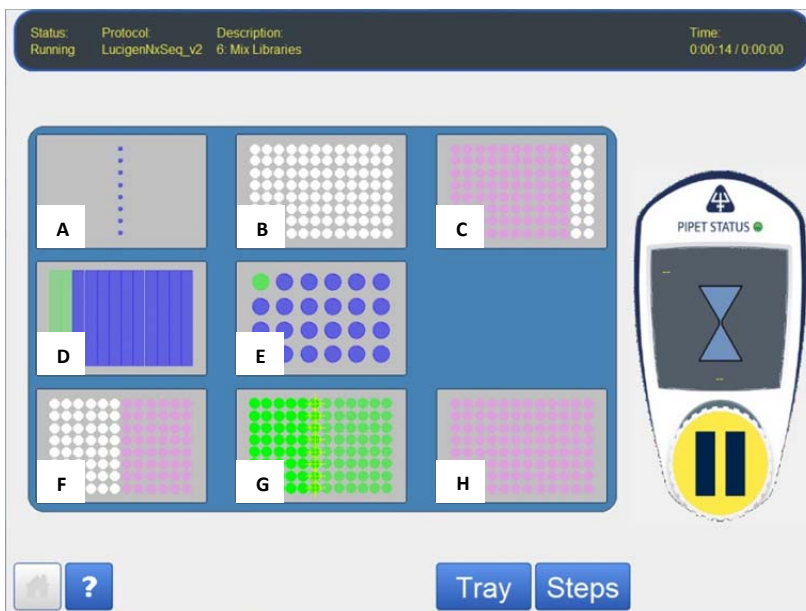 Status:
Running
Protocol:
LucigenNxSeq_v2
Description:
6: Mix Libraries
Time:
0:00:14 / 0:00:00
A
B
C
PIPET STATUS
D
E
F
G
H
?
Tray
Steps